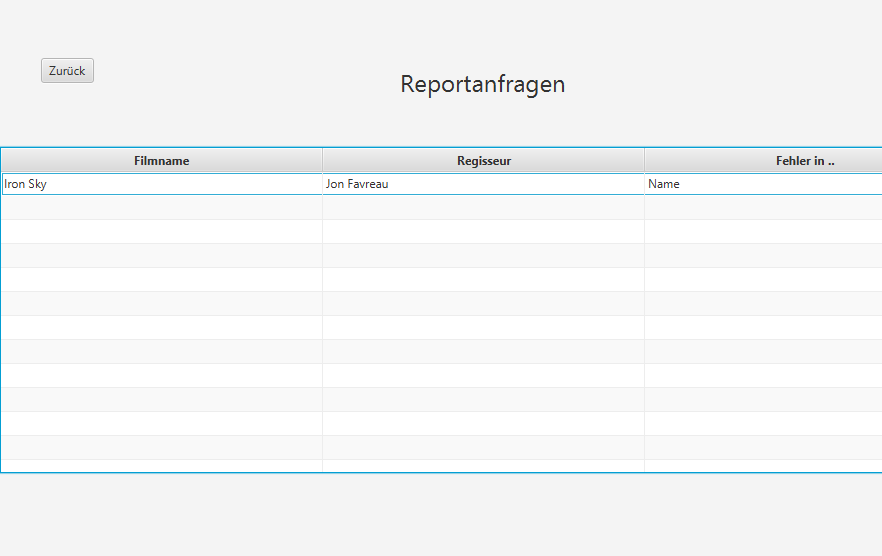 Zurück
Reportanfragen
Filmname Regisseur Fehler in ..
Iron Sky Jon Favreau Name